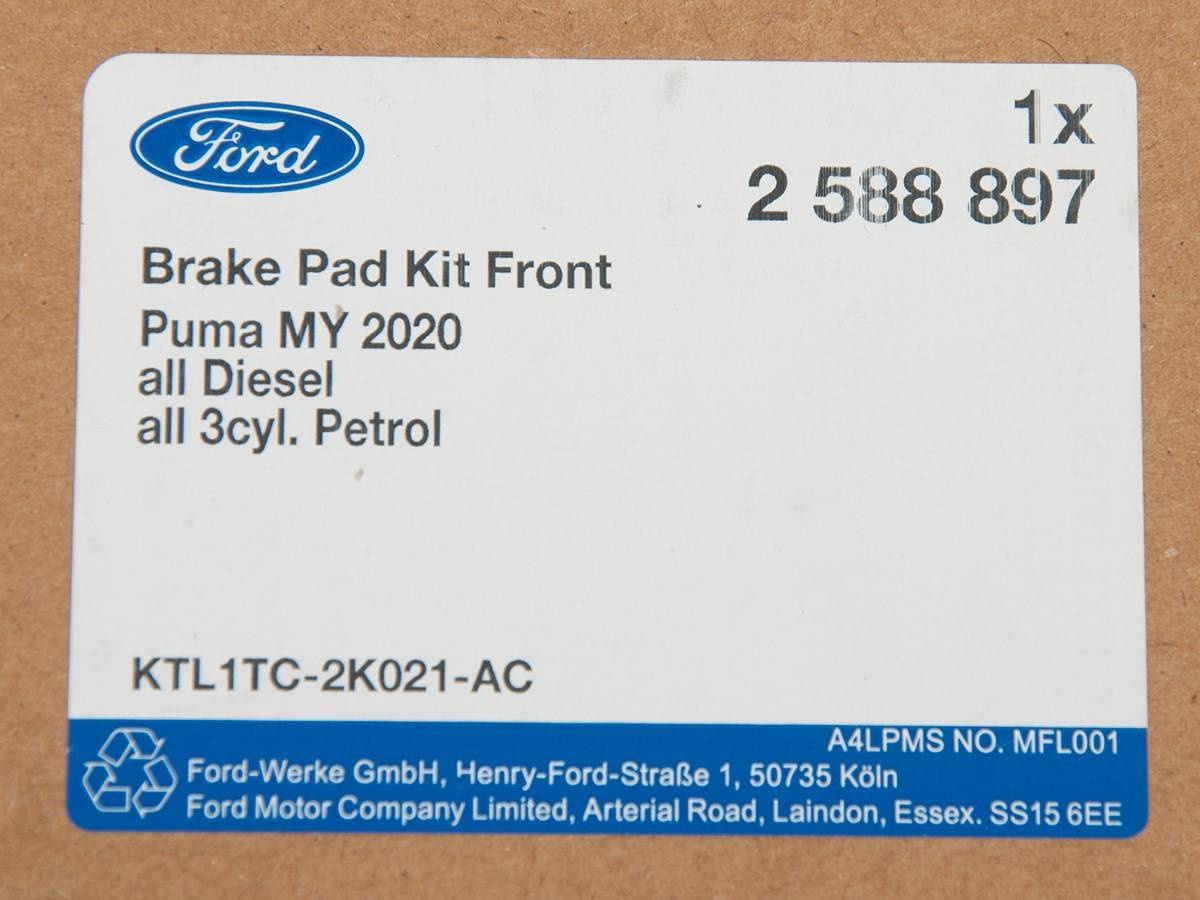 Ford
1x
2 588 897
Brake Pad Kit Front
Puma MY 2020
all Diesel
all 3cyl. Petrol
KTL1TC-2K021-AC
A4LPMS NO. MFL001
Ford-Werke GmbH, Henry-Ford-Straße 1, 50735 Köln
Ford Motor Company Limited, Arterial Road, Laindon, Essex. SS15 6EE